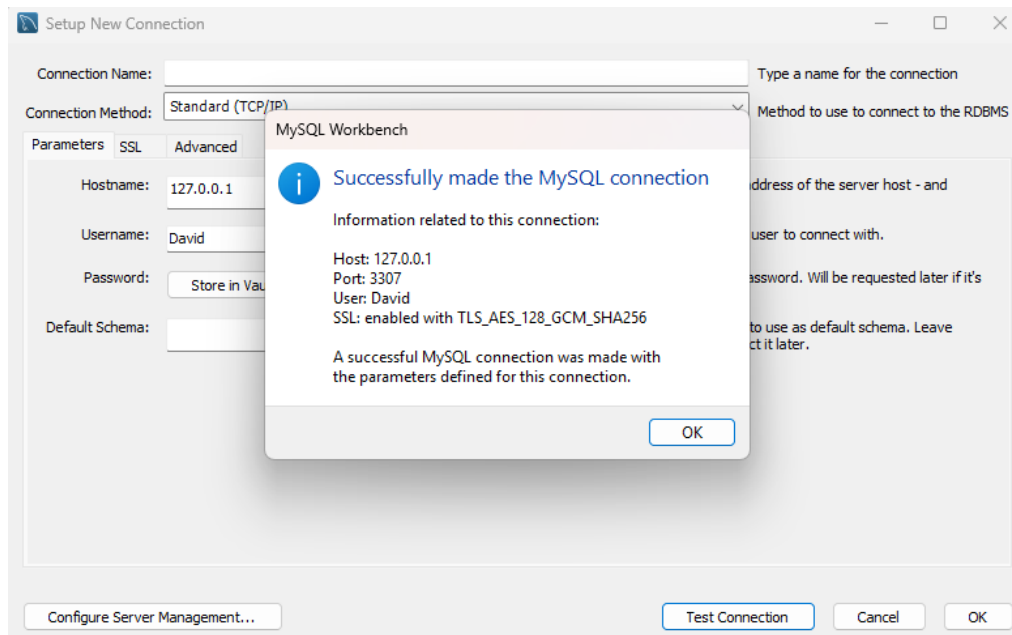 Setup New Connection
Connection Name:
Type a name for the connection
Connection Method:
Standard (TCP/IP)
Method to use to connect to the RDBMS
Parameters
SSL
Advanced
MySQL Workbench
Successfully made the MySQL connection
Information related to this connection:
Host: 127.0.0.1
Port: 3307
User: David
SSL: enabled with TLS_AES_128_GCM_SHA256
A successful MySQL connection was made with
the parameters defined for this connection.
OK
Hostname:
127.0.0.1
address of the server host - and
Username:
David
user to connect with.
Password:
Store in Vau
assword. Will be requested later if it's
Default Schema:
to use as default schema. Leave
ct it later.
Configure Server Management...
Test Connection
Cancel
OK